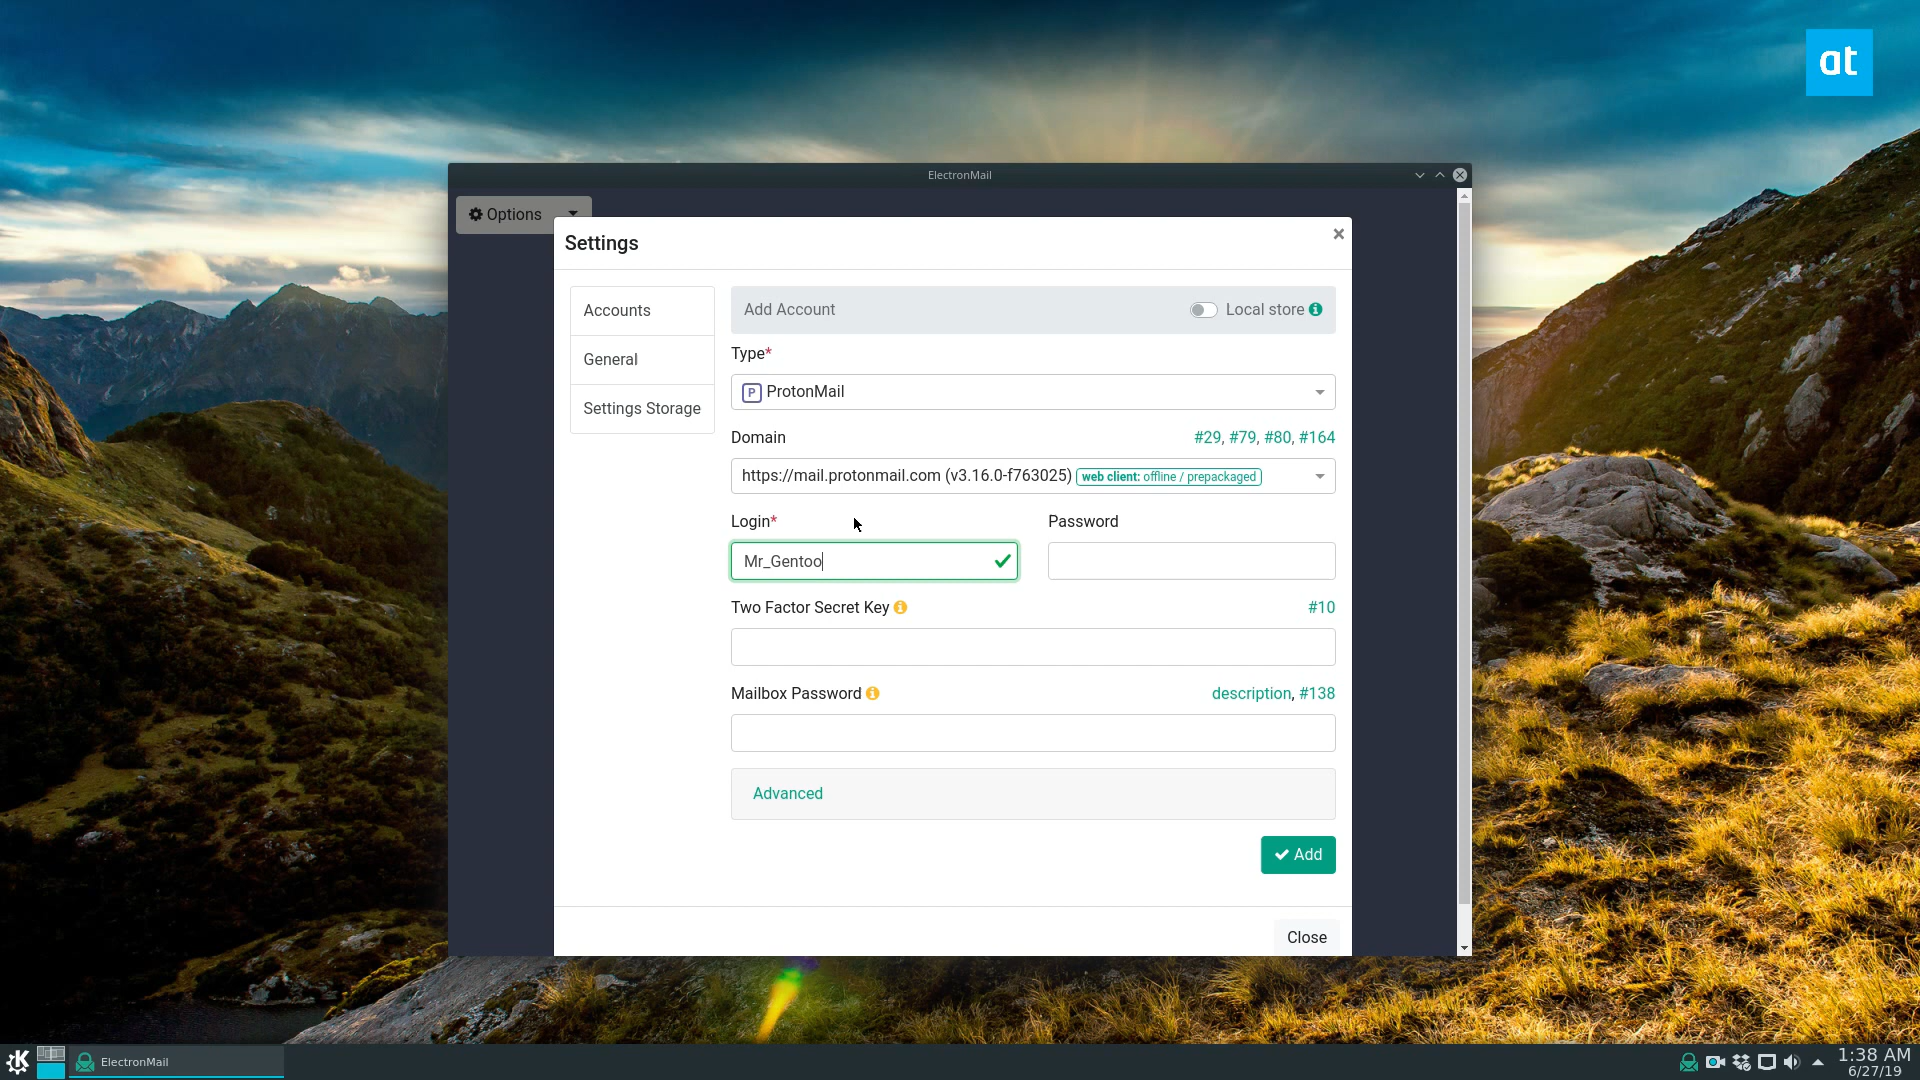 at
ElectronMail
Options
Settings
×
Accounts
General
Settings Storage
Add Account
Local store
Type*
P ProtonMail
Domain
#29, #79, #80, #164
https://mail.protonmail.com (v3.16.0-f763025) web client: offline / prepackaged
Login*
Password
Mr_Gentoo
Two Factor Secret Key
#10
Mailbox Password
description, #138
Advanced
Add
Close
ElectronMail
1:38 AM
6/27/19